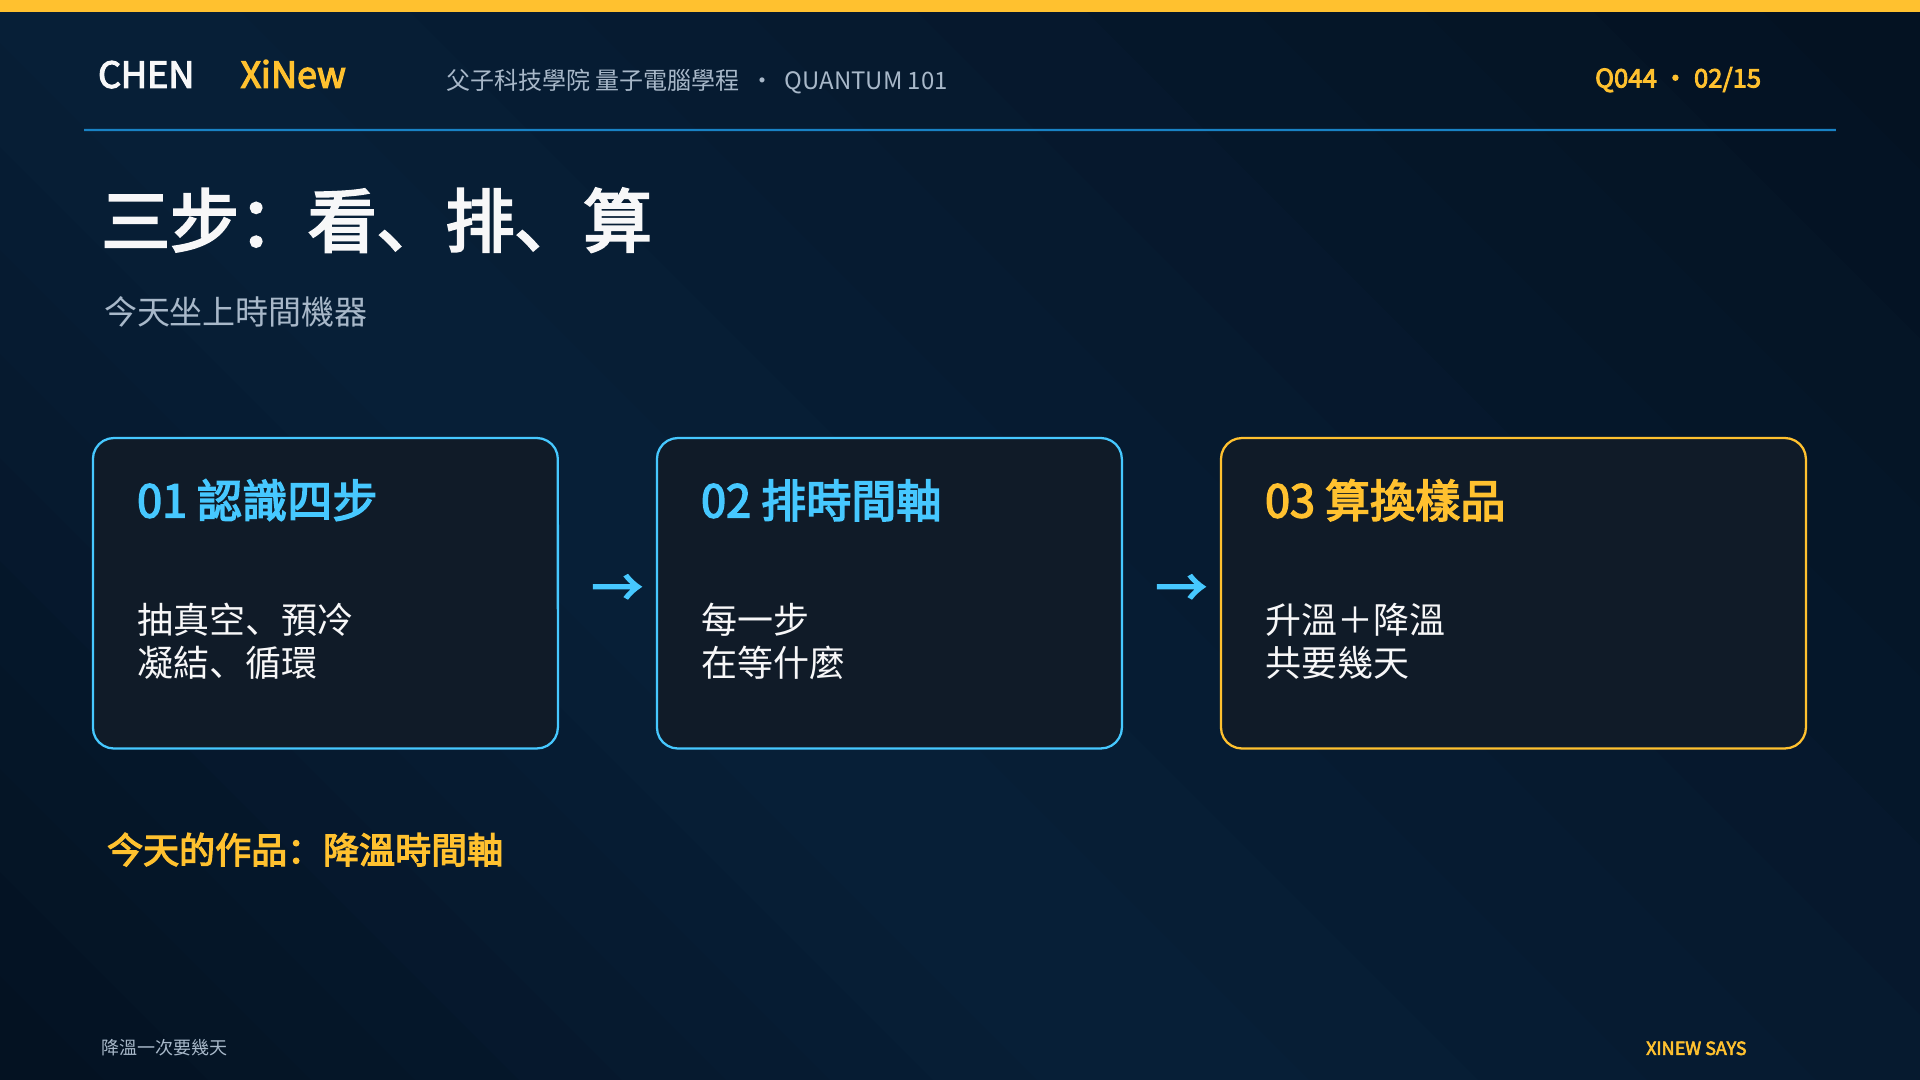 CHEN XiNew 父子科技學院 量子電腦學程 • QUANTUM 101 Q044 • 02/15
三步：看、排、算
今天坐上時間機器
01 認識四步
抽真空、預冷
凝結、循環
→
02 排時間軸
每一步
在等什麼
→
03 算換樣品
升溫＋降溫
共要幾天
今天的作品：降溫時間軸
降溫一次要幾天
XINEW SAYS